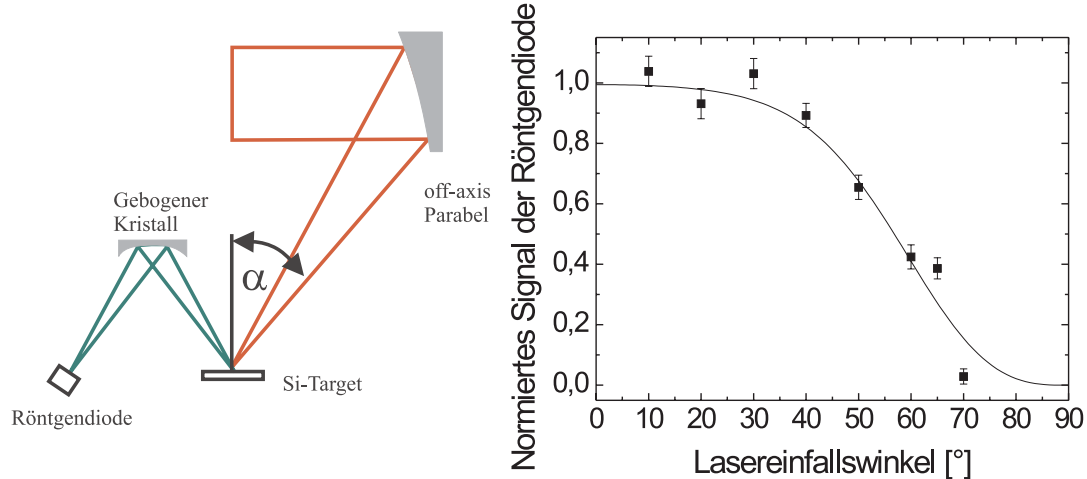 Gebogener
Kristall
off-axis
Parabel
α
Si-Target
Röntgendiode
Normiertes Signal der Röntgendiode
1,0
0,8
0,6
0,4
0,2
0,0
0 10 20 30 40 50 60 70 80 90
Lasereinfallswinkel [°]